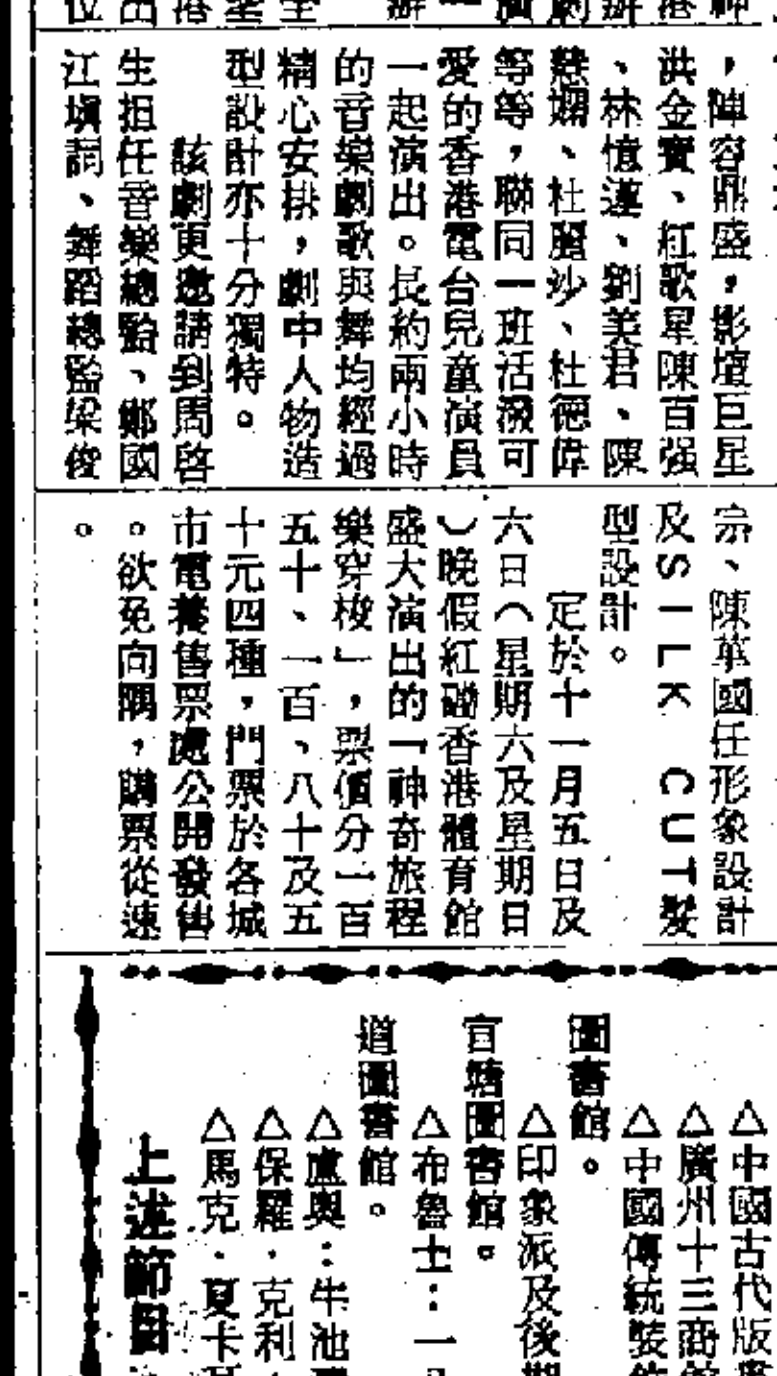 ，陣容鼎盛，影壇巨星
洪金寶、紅歌星陳百强
、林憶蓮、劉美君、陳
慧嫻、杜麗沙、杜德偉
等等，聯同一班活潑可
愛的香港電台兒童演員
一起演出。長約兩小時
的音樂劇歌與舞均經過
精心安排，劇中人物造
型設計亦十分獨特。
該劇更邀請到周啓
生担任音樂總監、鄭國
江塡詞、舞蹈總監梁俊
宗、陳華國任形象設計
及SILK CUT髮
型設計。
定於十一月五日及
六日（星期六及星期日
）晚假紅磡香港體育館
盛大演出的「神奇旅程
樂穿梭」，票價分一百
五十、一百、八十及五
十元四種，門票於各城
市電腦售票處公開發售
。欲免向隅，購票從速
。
△中國古代版畫
△廣州十三商館
△中國傳統裝飾
圖書館。
△印象派及後期
官塘圖書館。
△布魯士：一
道圖書館。
△盧奧：牛池
△保羅・克利
△馬克・夏卡
上述節目